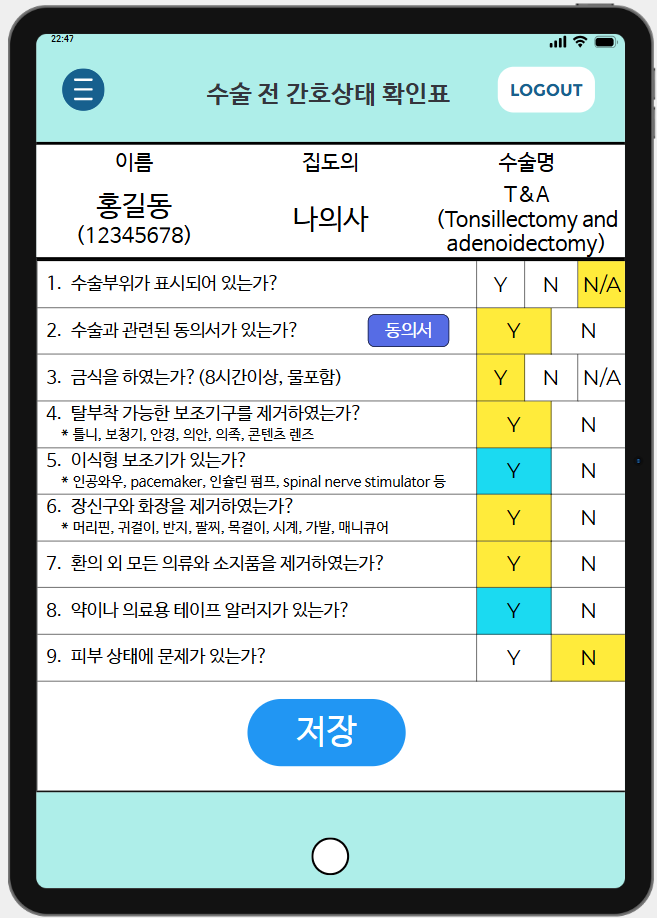 22:47
수술 전 간호상태 확인표
LOGOUT
이름 집도의 수술명
홍길동
(12345678)
나의사
T & A
(Tonsillectomy and
adenoidectomy)
1. 수술부위가 표시되어 있는가? Y N N/A
2. 수술과 관련된 동의서가 있는가? 동의서 Y N
3. 금식을 하였는가? (8시간이상, 물포함) Y N N/A
4. 탈부착 가능한 보조기구를 제거하였는가? Y N
* 틀니, 보청기, 안경, 의안, 의족, 콘텐츠 렌즈
5. 이식형 보조기가 있는가? Y N
* 인공와우, pacemaker, 인슐린 펌프, spinal nerve stimulator 등
6. 장신구와 화장을 제거하였는가? Y N
* 머리핀, 귀걸이, 반지, 팔찌, 목걸이, 시계, 가발, 매니큐어
7. 환의 외 모든 의류와 소지품을 제거하였는가? Y N
8. 약이나 의료용 테이프 알러지가 있는가? Y N
9. 피부 상태에 문제가 있는가? Y N
저장